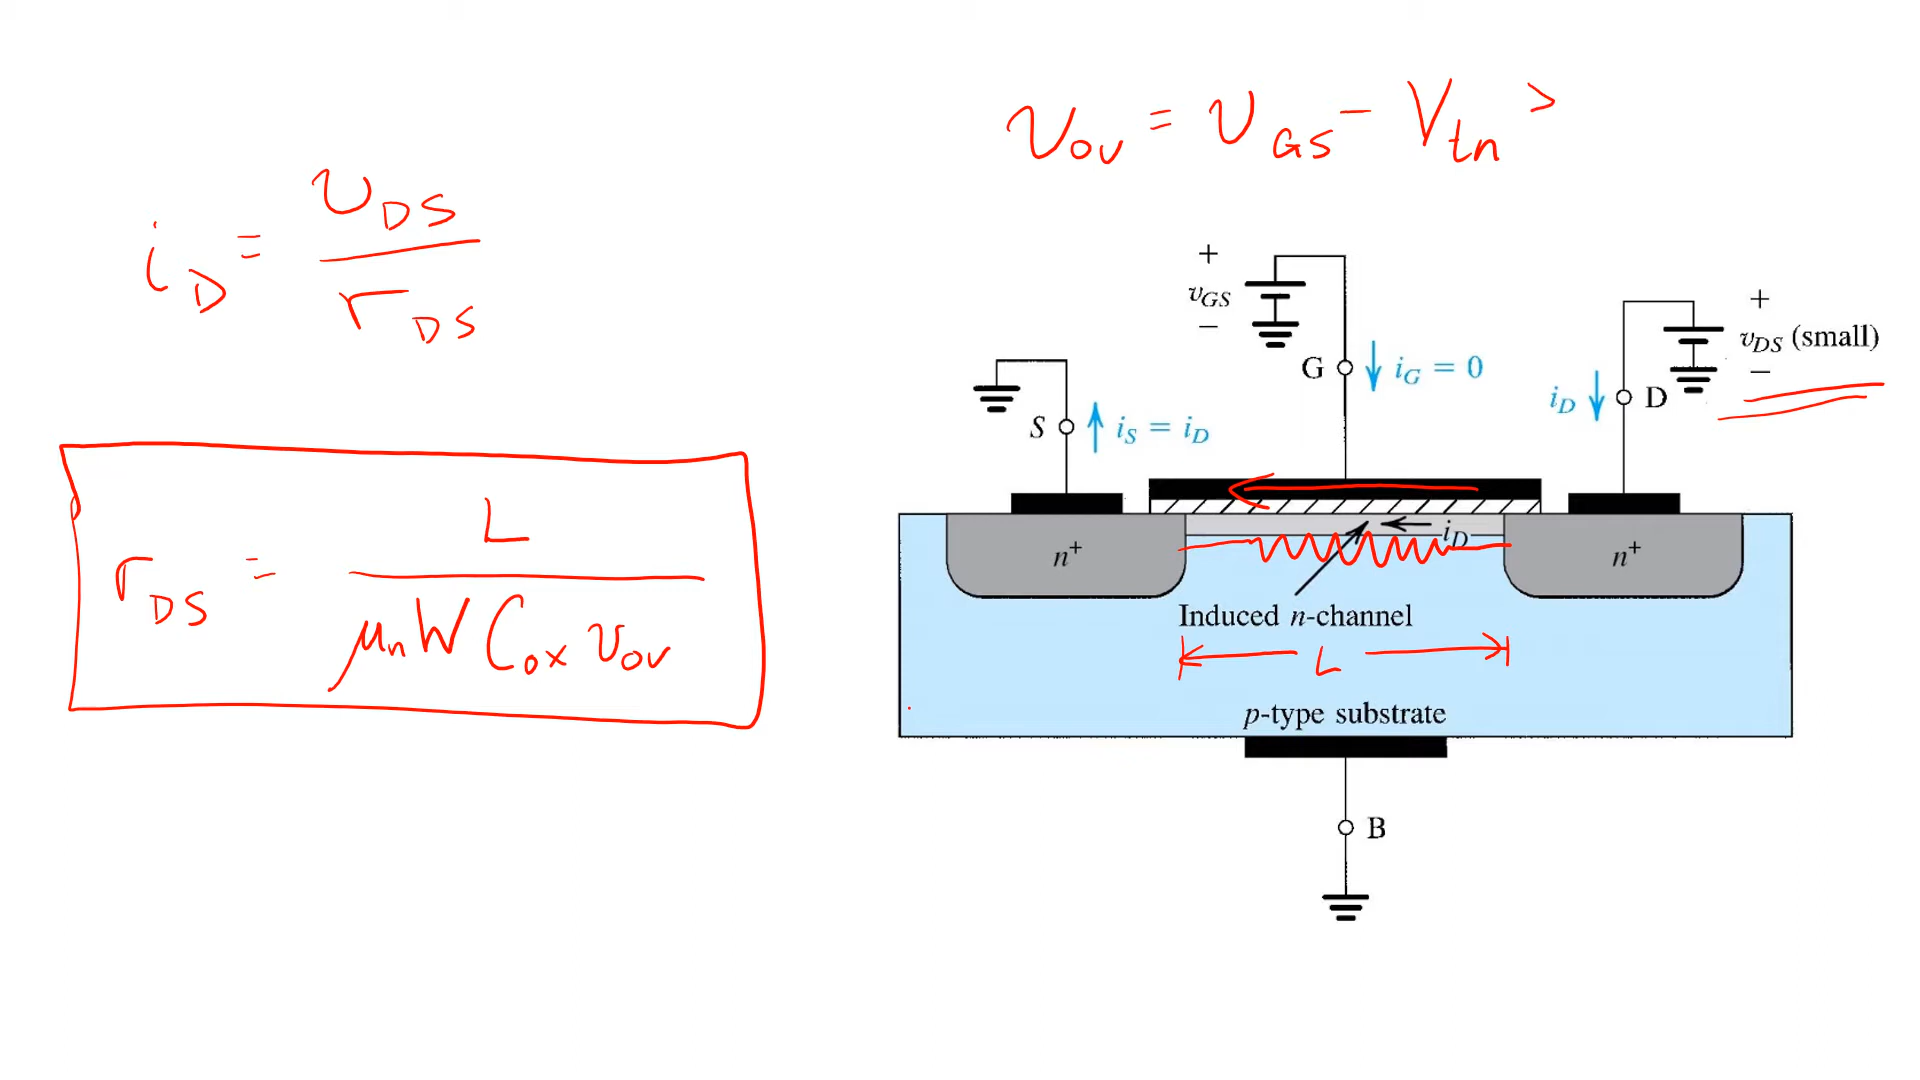 v_OV = v_GS - V_tn >
i_D = v_DS / r_DS
r_DS = L / μ_n W C_ox v_OV
+
v_GS
−
G
i_G = 0
+
v_DS (small)
−
i_D
D
S
i_S = i_D
i_D
n⁺
n⁺
Induced n-channel
L
p-type substrate
B